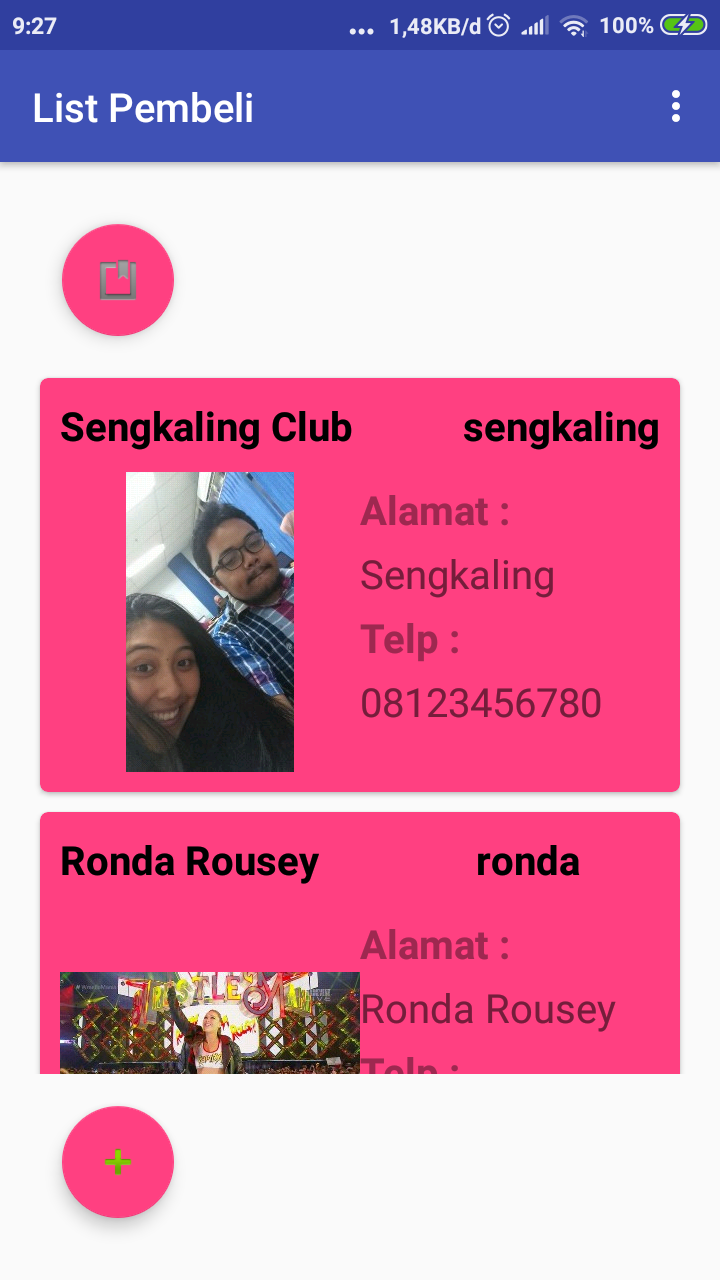 9:27 ... 1,48KB/d 100%
List Pembeli
Sengkaling Club sengkaling
Alamat :
Sengkaling
Telp :
08123456780
Ronda Rousey ronda
Alamat :
Ronda Rousey
Telp :